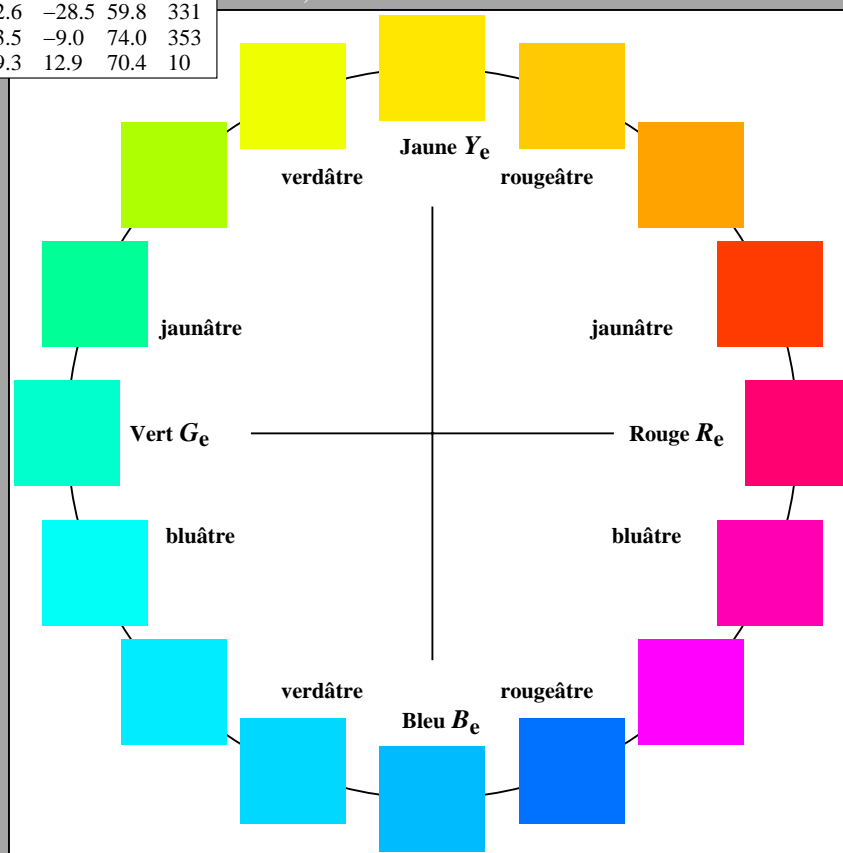 −28.5 59.8 331
−9.0 74.0 353
12.9 70.4 10
Jaune Ye
verdâtre rougeâtre
jaunâtre jaunâtre
Vert Ge Rouge Re
bluâtre bluâtre
verdâtre rougeâtre
Bleu Be